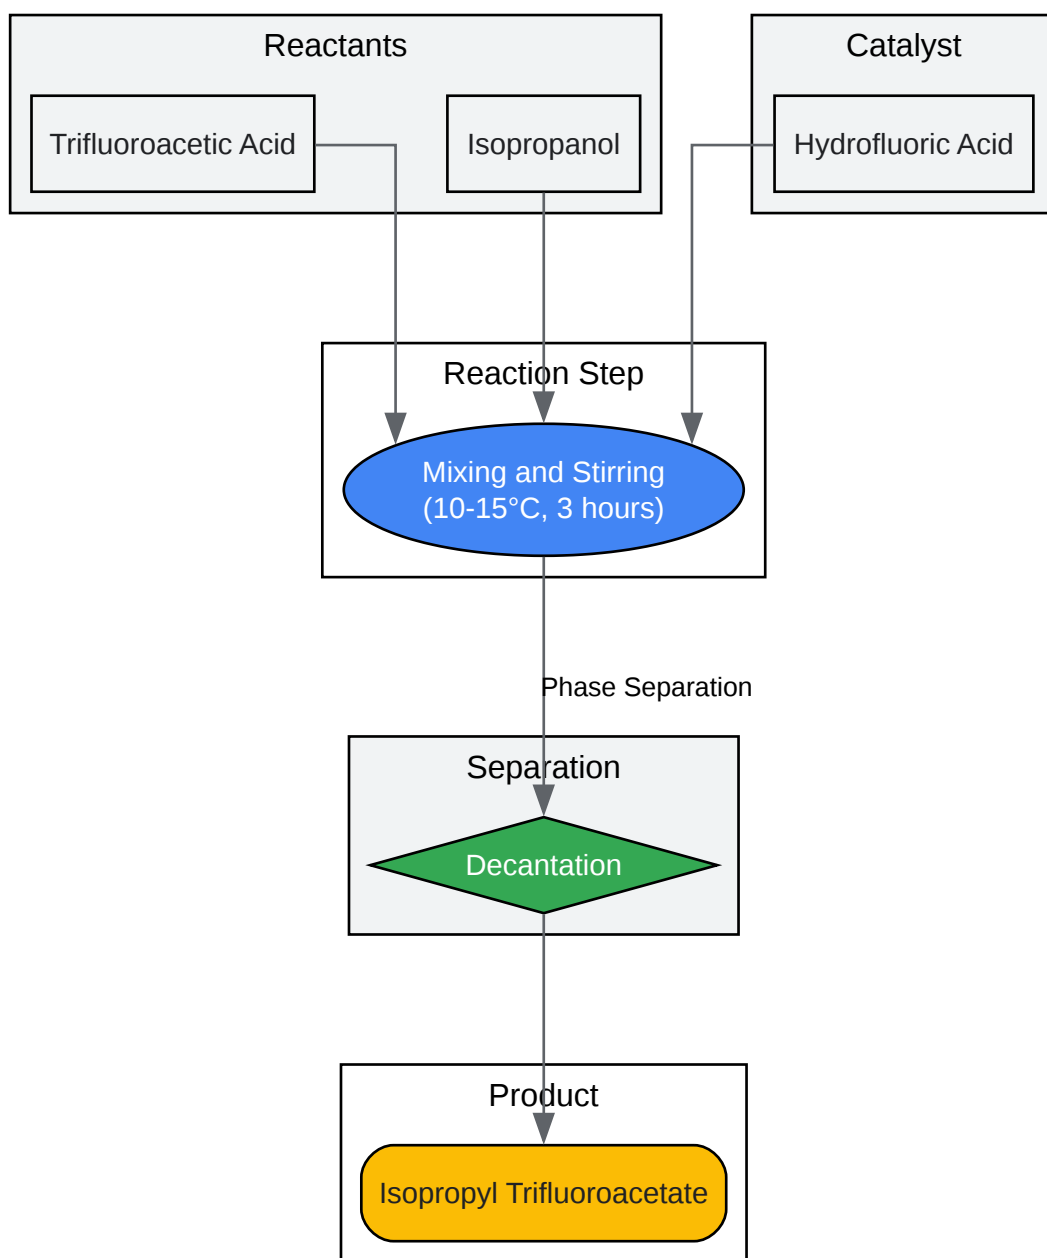 Reactants
Catalyst
Trifluoroacetic Acid
Isopropanol
Hydrofluoric Acid
Reaction Step
Mixing and Stirring
(10-15°C, 3 hours)
Phase Separation
Separation
Decantation
Product
Isopropyl Trifluoroacetate